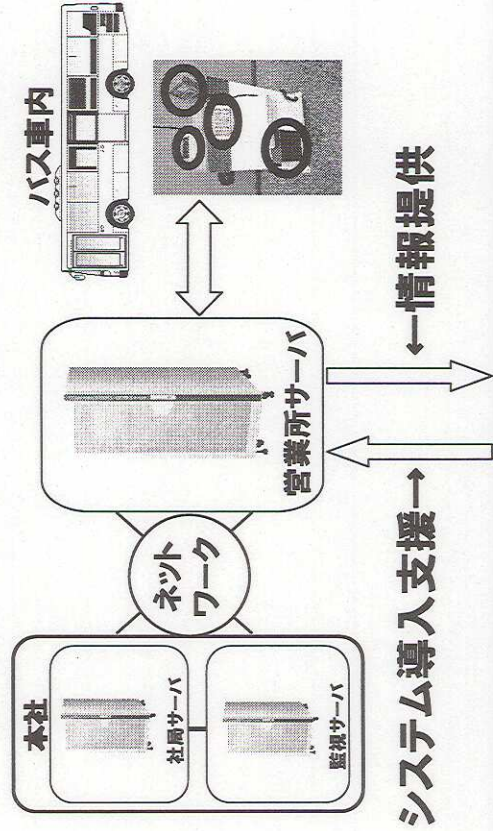 バス車内
営業所サーバ
ネット
ワーク
本社
社局サーバ
監視サーバ
システム導入支援→
←情報提供